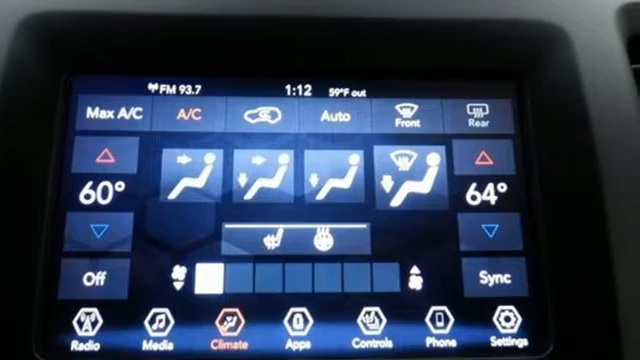 FM 93.7 1:12 59°F out
Max A/C A/C Auto Front Rear
60° 64°
Off Sync
Radio Media Climate Apps Controls Phone Settings